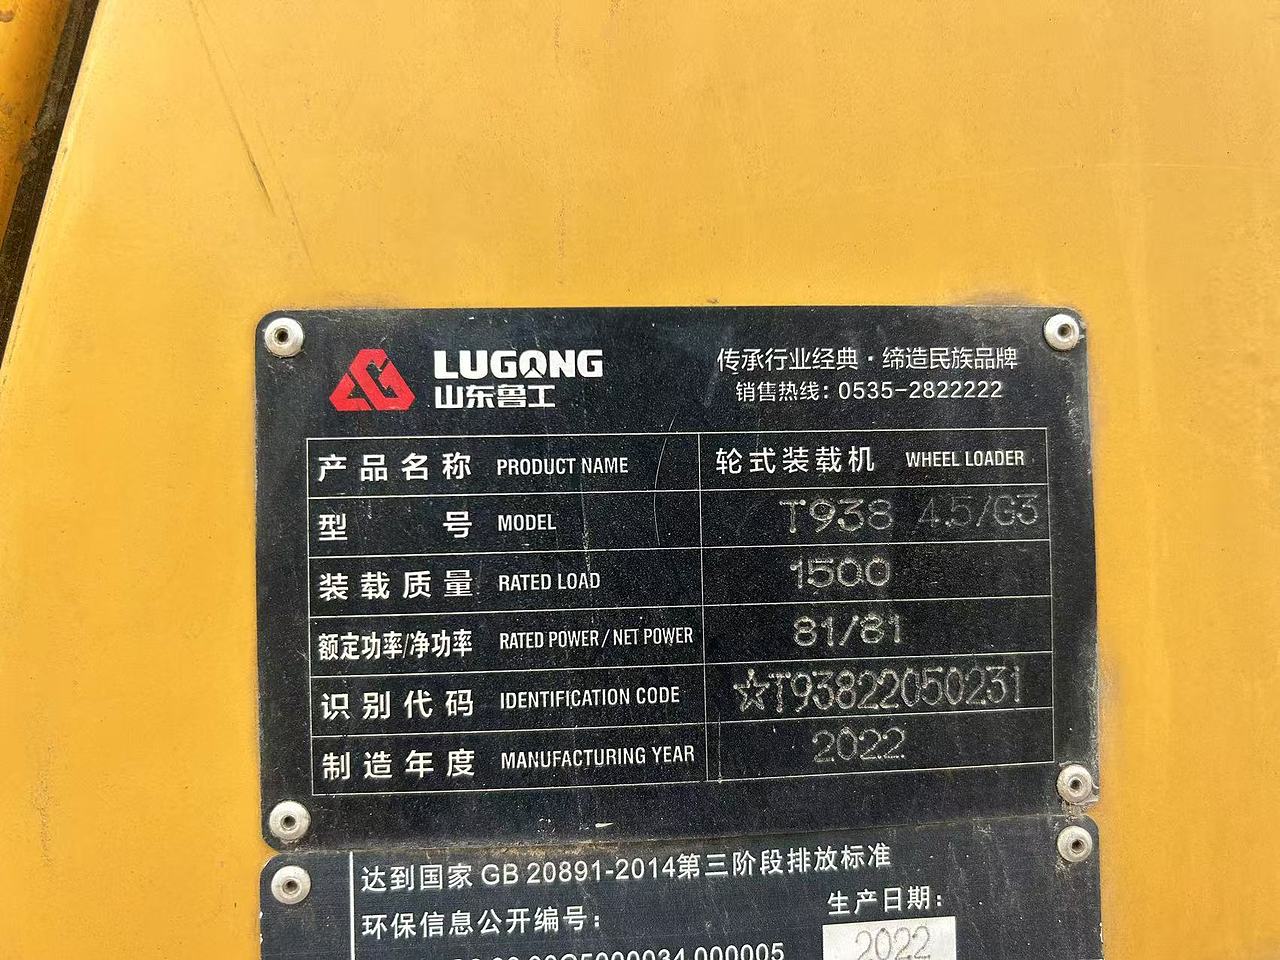 LUGONG
山东鲁工
传承行业经典·缔造民族品牌
销售热线：0535-2822222
产品名称 PRODUCT NAME 轮式装载机 WHEEL LOADER
型号 MODEL T938 4.5/G3
装载质量 RATED LOAD 1500
额定功率/净功率 RATED POWER / NET POWER 81/81
识别代码 IDENTIFICATION CODE ☆T93822050231
制造年度 MANUFACTURING YEAR 2022
达到国家 GB 20891-2014第三阶段排放标准
环保信息公开编号：
生产日期：
2022